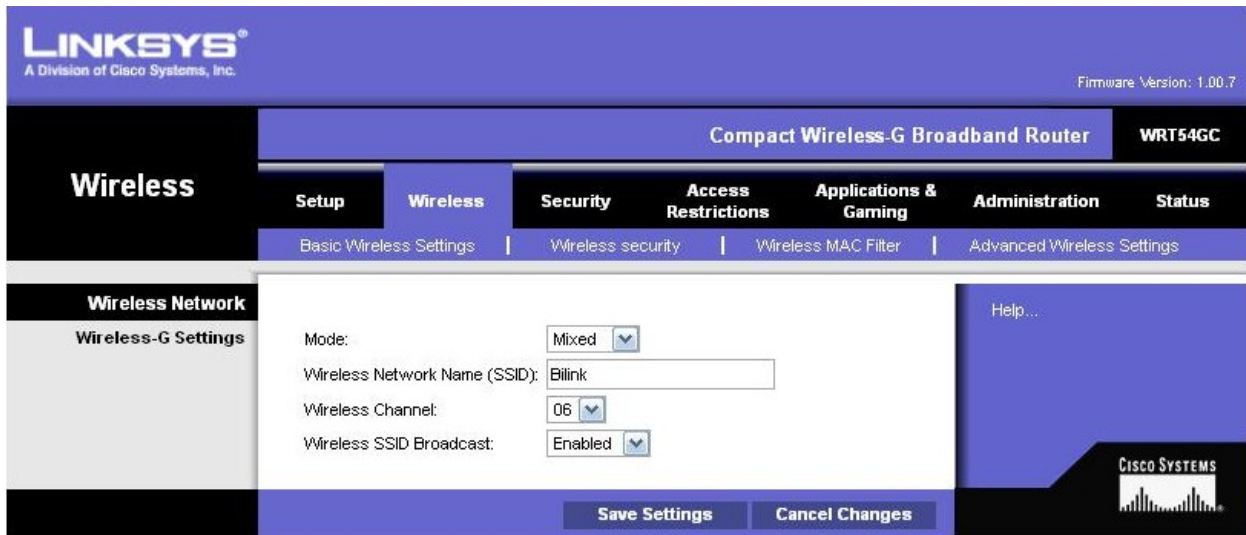 LINKSYS®
A Division of Cisco Systems, Inc.
Firmware Version: 1.00.7
Compact Wireless-G Broadband Router WRT54GC
Wireless
Setup Wireless Security Access Restrictions Applications & Gaming Administration Status
Basic Wireless Settings | Wireless security | Wireless MAC Filter | Advanced Wireless Settings
Wireless Network
Help...
Wireless-G Settings
Mode: Mixed
Wireless Network Name (SSID): Bilink
Wireless Channel: 06
Wireless SSID Broadcast: Enabled
CISCO SYSTEMS
Save Settings Cancel Changes